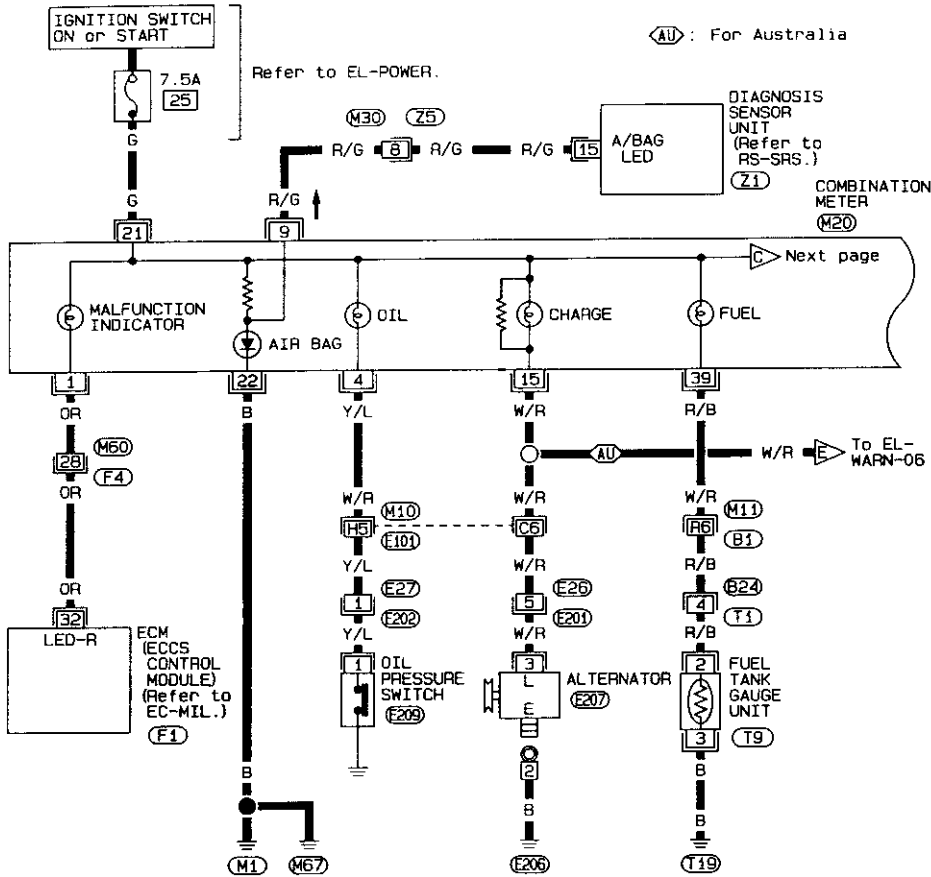 IGNITION SWITCH
ON or START
AU : For Australia
7.5A
25
Refer to EL-POWER.
G
G
M30
Z5
R/G
8
R/G
R/G
15
A/BAG
LED
DIAGNOSIS
SENSOR
UNIT
(Refer to
RS-SRS.)
Z1
R/G
COMBINATION
METER
M20
21
9
C
Next page
MALFUNCTION
INDICATOR
AIR BAG
OIL
CHARGE
FUEL
1
22
4
15
39
OR
B
Y/L
W/R
R/B
M60
28
F4
OR
AU
W/R
E
To EL-
WARN-06
W/R
W/R
W/R
H5
M10
E101
C6
R6
M11
B1
Y/L
W/R
R/B
1
E27
E202
5
E26
E201
4
B24
T1
Y/L
W/R
R/B
OR
32
LED-R
ECM
(ECCS
CONTROL
MODULE)
(Refer to
EC-MIL.)
F1
1
OIL
PRESSURE
SWITCH
E209
3
L
E
ALTERNATOR
E207
2
FUEL
TANK
GAUGE
UNIT
T9
3
2
B
B
B
B
M1
M67
E206
T19